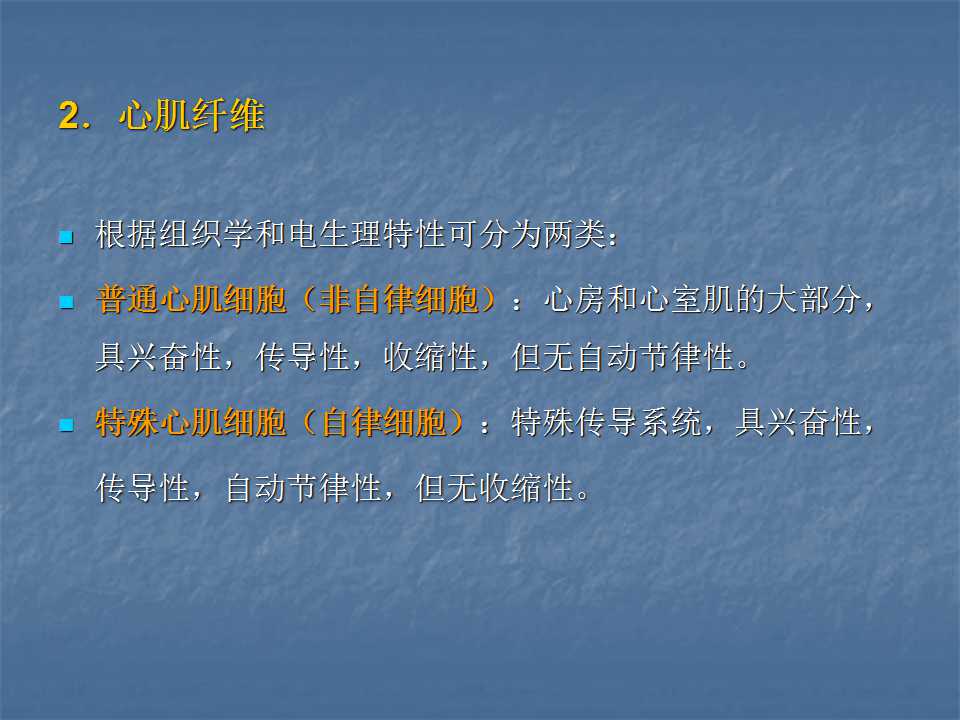 2．心肌纤维
根据组织学和电生理特性可分为两类：
普通心肌细胞（非自律细胞）：心房和心室肌的大部分，
具兴奋性，传导性，收缩性，但无自动节律性。
特殊心肌细胞（自律细胞）：特殊传导系统，具兴奋性，
传导性，自动节律性，但无收缩性。